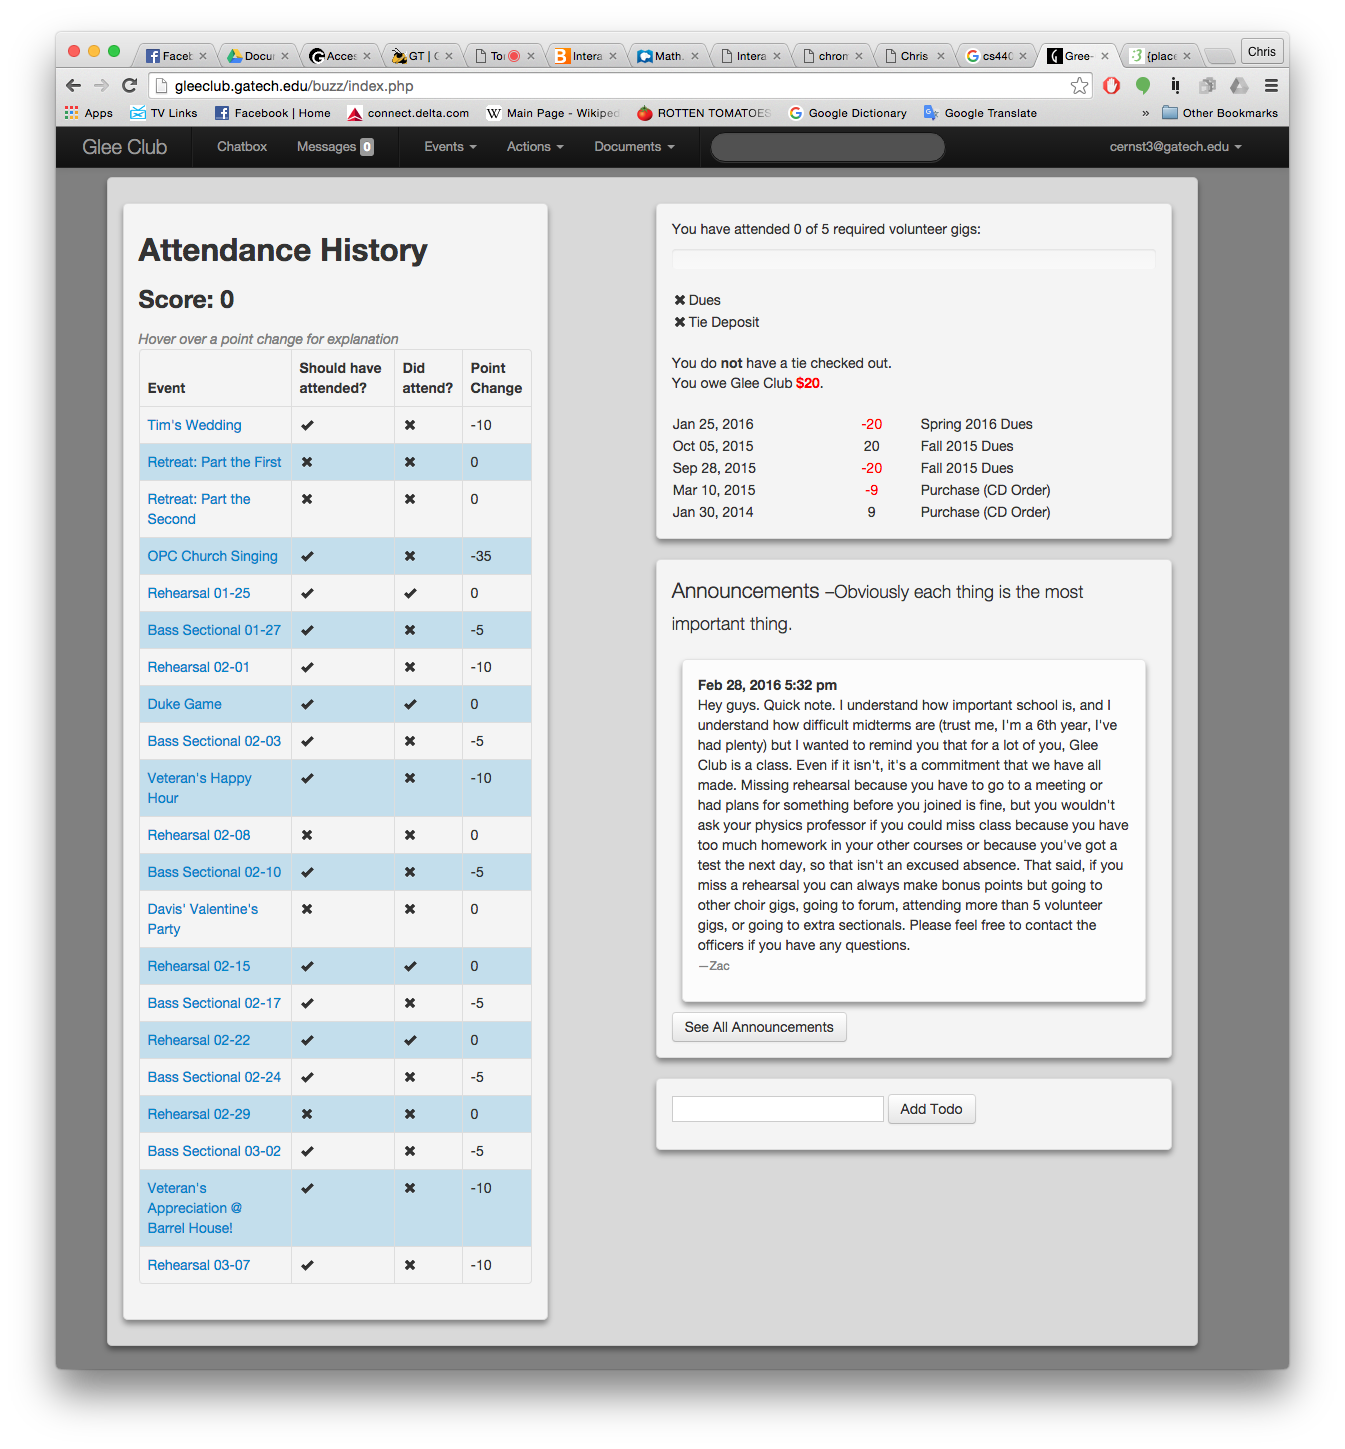 Faceb
Docur
Acces
GT | G
To
Intera
Math.
Intera
chrom
Chris
cs440
Gree-
{place
Chris
gleeclub.gatech.edu/buzz/index.php
Apps TV Links Facebook | Home connect.delta.com Main Page - Wikiped ROTTEN TOMATOES Google Dictionary Google Translate » Other Bookmarks
Glee Club Chatbox Messages 0 Events Actions Documents cernst3@gatech.edu
Attendance History
Score: 0
Hover over a point change for explanation
Event Should have attended? Did attend? Point Change
Tim's Wedding ✔ ✖ -10
Retreat: Part the First ✖ ✖ 0
Retreat: Part the Second ✖ ✖ 0
OPC Church Singing ✔ ✖ -35
Rehearsal 01-25 ✔ ✔ 0
Bass Sectional 01-27 ✔ ✖ -5
Rehearsal 02-01 ✔ ✖ -10
Duke Game ✔ ✔ 0
Bass Sectional 02-03 ✔ ✖ -5
Veteran's Happy Hour ✔ ✖ -10
Rehearsal 02-08 ✖ ✖ 0
Bass Sectional 02-10 ✔ ✖ -5
Davis' Valentine's Party ✖ ✖ 0
Rehearsal 02-15 ✔ ✔ 0
Bass Sectional 02-17 ✔ ✖ -5
Rehearsal 02-22 ✔ ✔ 0
Bass Sectional 02-24 ✔ ✖ -5
Rehearsal 02-29 ✖ ✖ 0
Bass Sectional 03-02 ✔ ✖ -5
Veteran's Appreciation @ Barrel House! ✔ ✖ -10
Rehearsal 03-07 ✔ ✖ -10
You have attended 0 of 5 required volunteer gigs:
✖ Dues
✖ Tie Deposit
You do not have a tie checked out.
You owe Glee Club $20.
Jan 25, 2016 -20 Spring 2016 Dues
Oct 05, 2015 20 Fall 2015 Dues
Sep 28, 2015 -20 Fall 2015 Dues
Mar 10, 2015 -9 Purchase (CD Order)
Jan 30, 2014 9 Purchase (CD Order)
Announcements –Obviously each thing is the most
important thing.
Feb 28, 2016 5:32 pm
Hey guys. Quick note. I understand how important school is, and I
understand how difficult midterms are (trust me, I'm a 6th year, I've
had plenty) but I wanted to remind you that for a lot of you, Glee
Club is a class. Even if it isn't, it's a commitment that we have all
made. Missing rehearsal because you have to go to a meeting or
had plans for something before you joined is fine, but you wouldn't
ask your physics professor if you could miss class because you have
too much homework in your other courses or because you've got a
test the next day, so that isn't an excused absence. That said, if you
miss a rehearsal you can always make bonus points but going to
other choir gigs, going to forum, attending more than 5 volunteer
gigs, or going to extra sectionals. Please feel free to contact the
officers if you have any questions.
—Zac
See All Announcements
Add Todo